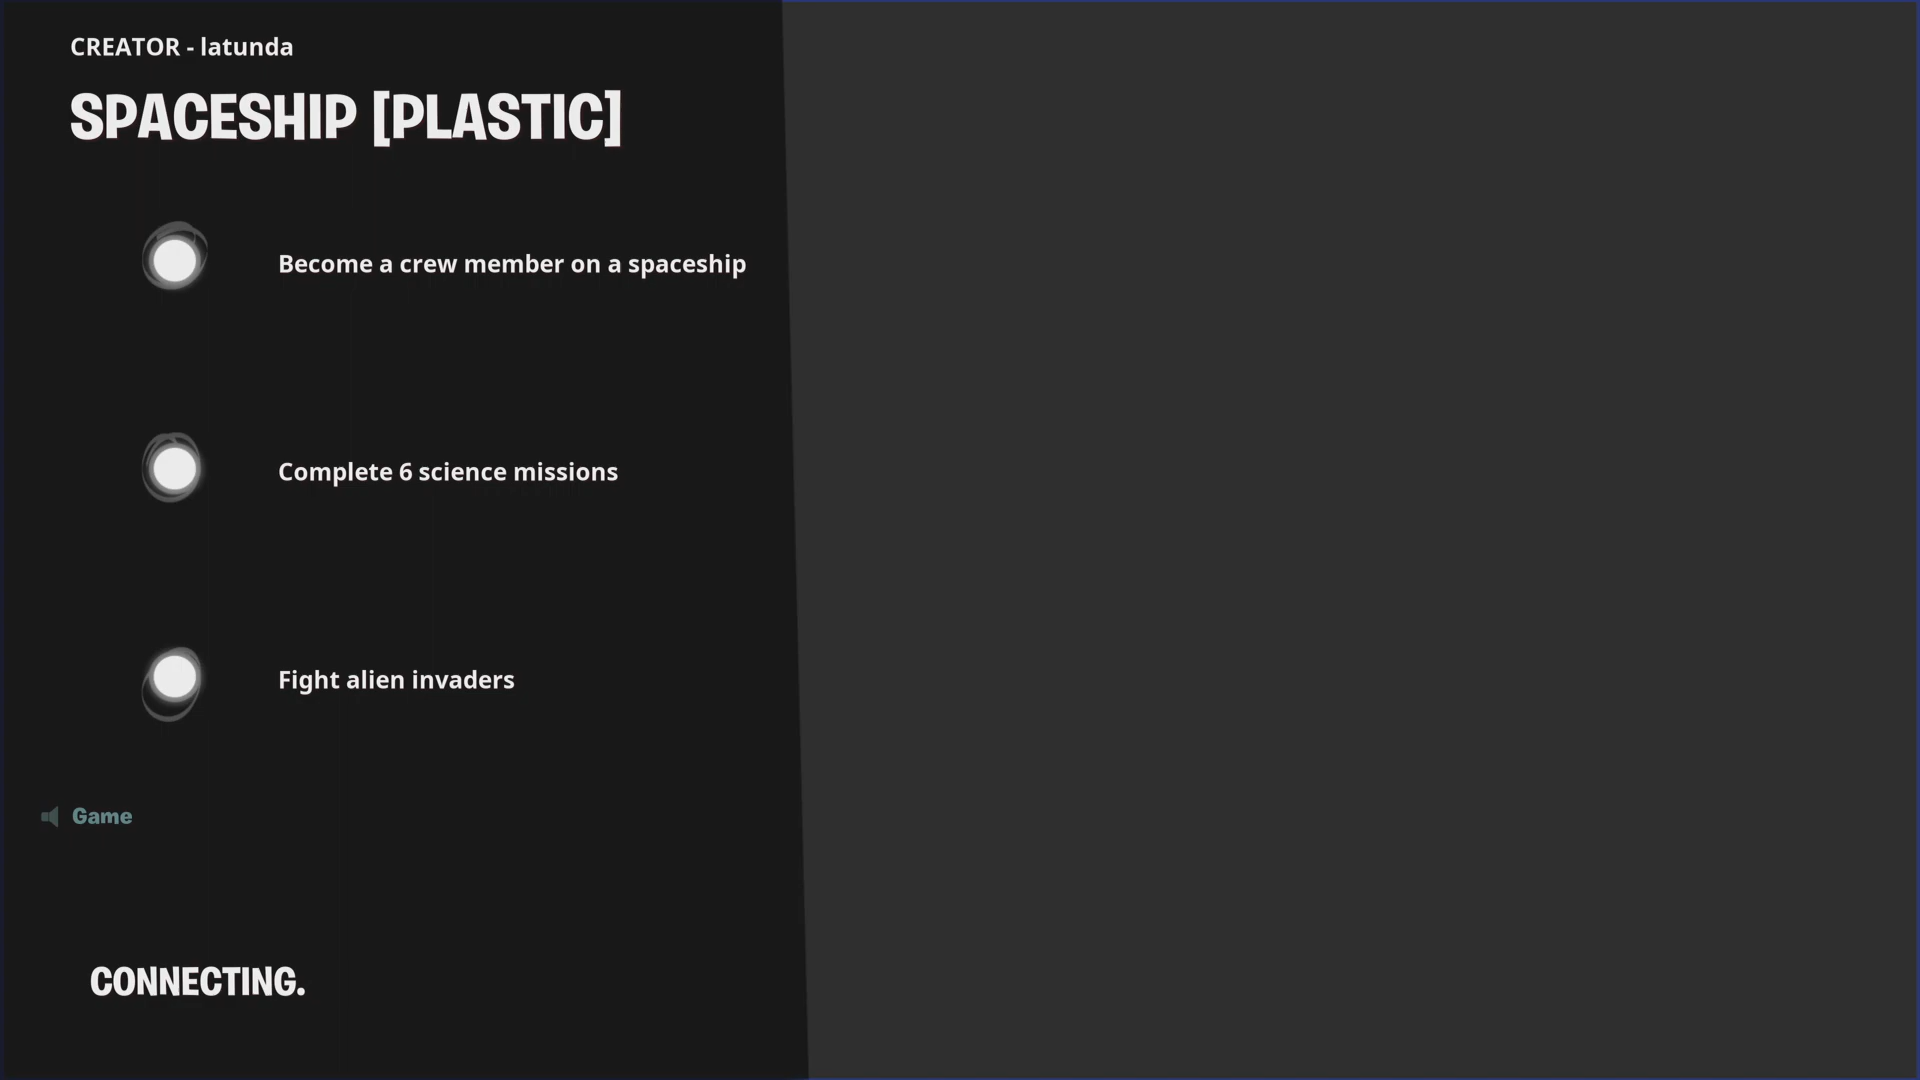 CREATOR - latunda
SPACESHIP [PLASTIC]
Become a crew member on a spaceship
Complete 6 science missions
Fight alien invaders
Game
CONNECTING.